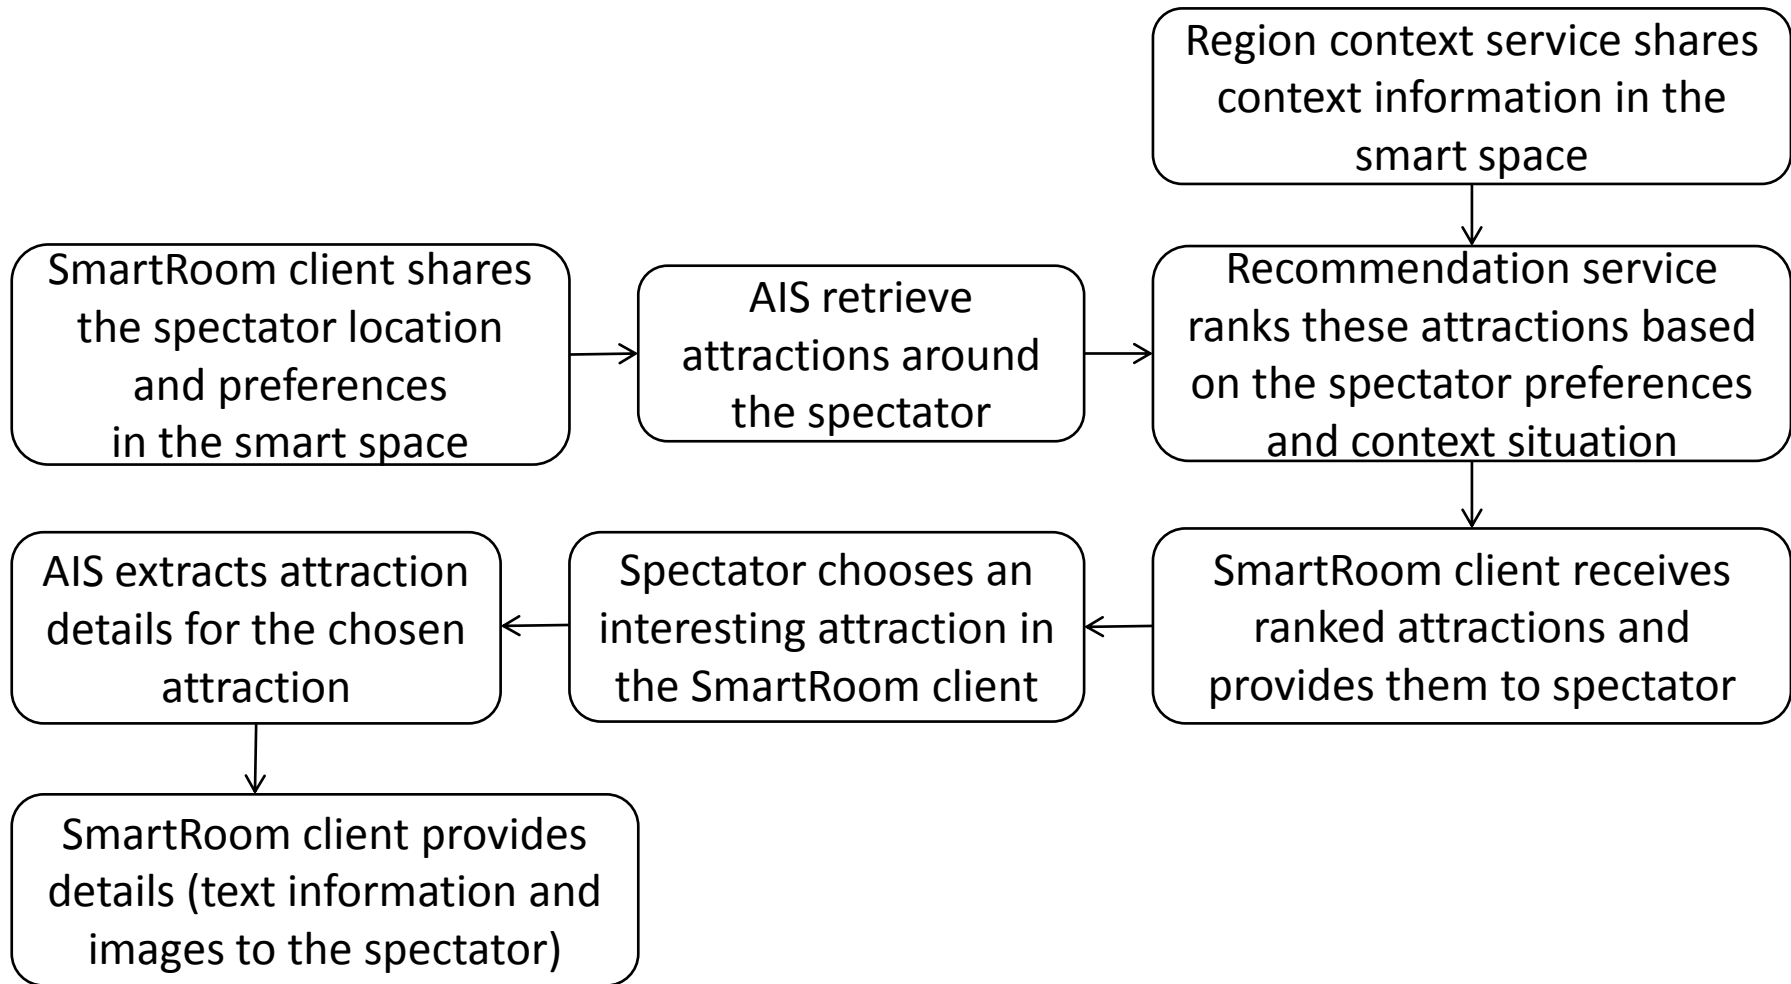 Region context service shares
context information in the
smart space
SmartRoom client shares
the spectator location
and preferences
in the smart space
AIS retrieve
attractions around
the spectator
Recommendation service
ranks these attractions based
on the spectator preferences
and context situation
SmartRoom client receives
ranked attractions and
provides them to spectator
Spectator chooses an
interesting attraction in
the SmartRoom client
AIS extracts attraction
details for the chosen
attraction
SmartRoom client provides
details (text information and
images to the spectator)